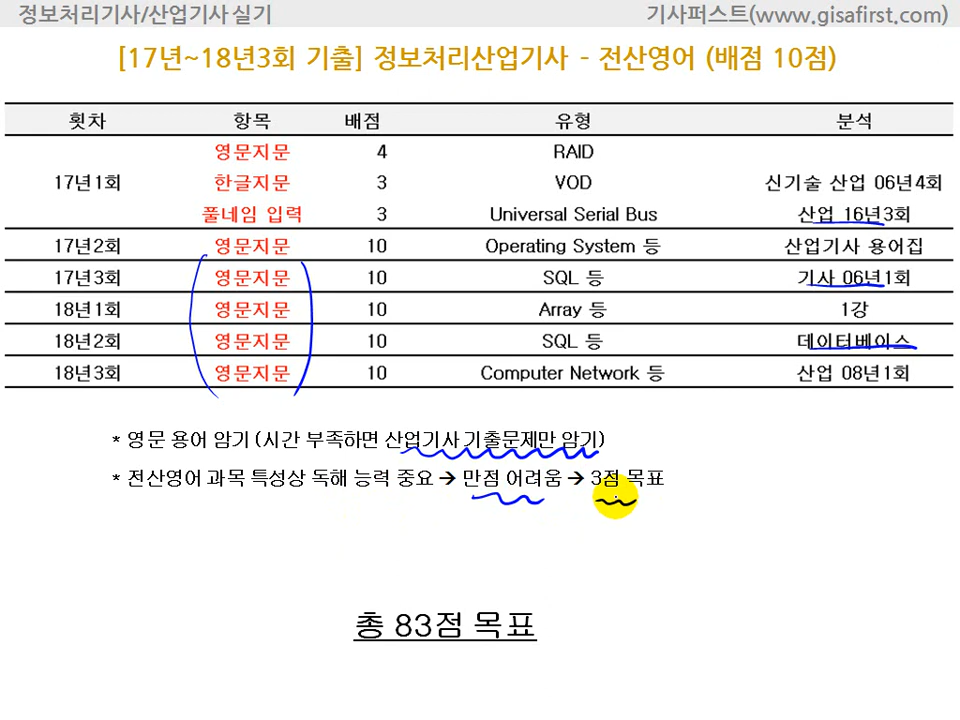 정보처리기사/산업기사 실기
기사퍼스트(www.gisafirst.com)
[17년~18년3회 기출] 정보처리산업기사 - 전산영어 (배점 10점)
횟차 항목 배점 유형 분석
영문지문 4 RAID
17년1회 한글지문 3 VOD 신기술 산업 06년4회
풀네임 입력 3 Universal Serial Bus 산업 16년3회
17년2회 영문지문 10 Operating System 등 산업기사 용어집
17년3회 영문지문 10 SQL 등 기사 06년1회
18년1회 영문지문 10 Array 등 1강
18년2회 영문지문 10 SQL 등 데이터베이스
18년3회 영문지문 10 Computer Network 등 산업 08년1회
* 영문 용어 암기 (시간 부족하면 산업기사 기출문제만 암기)
* 전산영어 과목 특성상 독해 능력 중요 → 만점 어려움 → 3점 목표
총 83점 목표